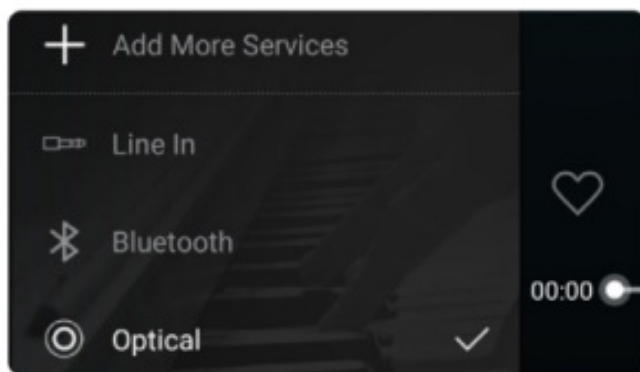 Add More Services
Line In
Bluetooth
00:00
Optical